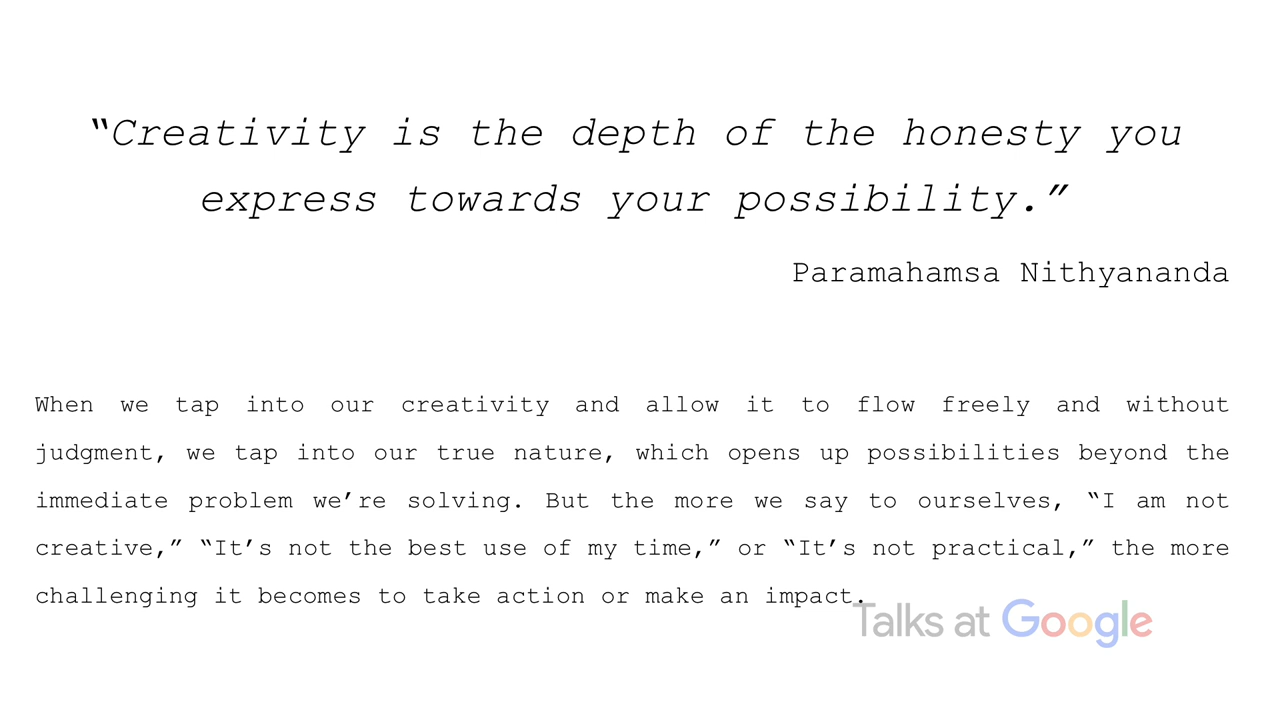 “Creativity is the depth of the honesty you
express towards your possibility.”
Paramahamsa Nithyananda
When we tap into our creativity and allow it to flow freely and without
judgment, we tap into our true nature, which opens up possibilities beyond the
immediate problem we’re solving. But the more we say to ourselves, “I am not
creative,” “It’s not the best use of my time,” or “It’s not practical,” the more
challenging it becomes to take action or make an impact.
Talks at Google